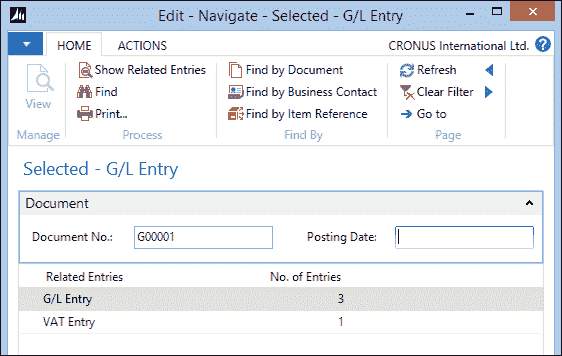 Edit - Navigate - Selected - G/L Entry
HOME ACTIONS CRONUS International Ltd.
View
Manage
Show Related Entries
Find
Print...
Process
Find by Document
Find by Business Contact
Find by Item Reference
Find By
Refresh
Clear Filter
Go to
Page
Selected - G/L Entry
Document
Document No.: G00001 Posting Date:
Related Entries No. of Entries
G/L Entry 3
VAT Entry 1